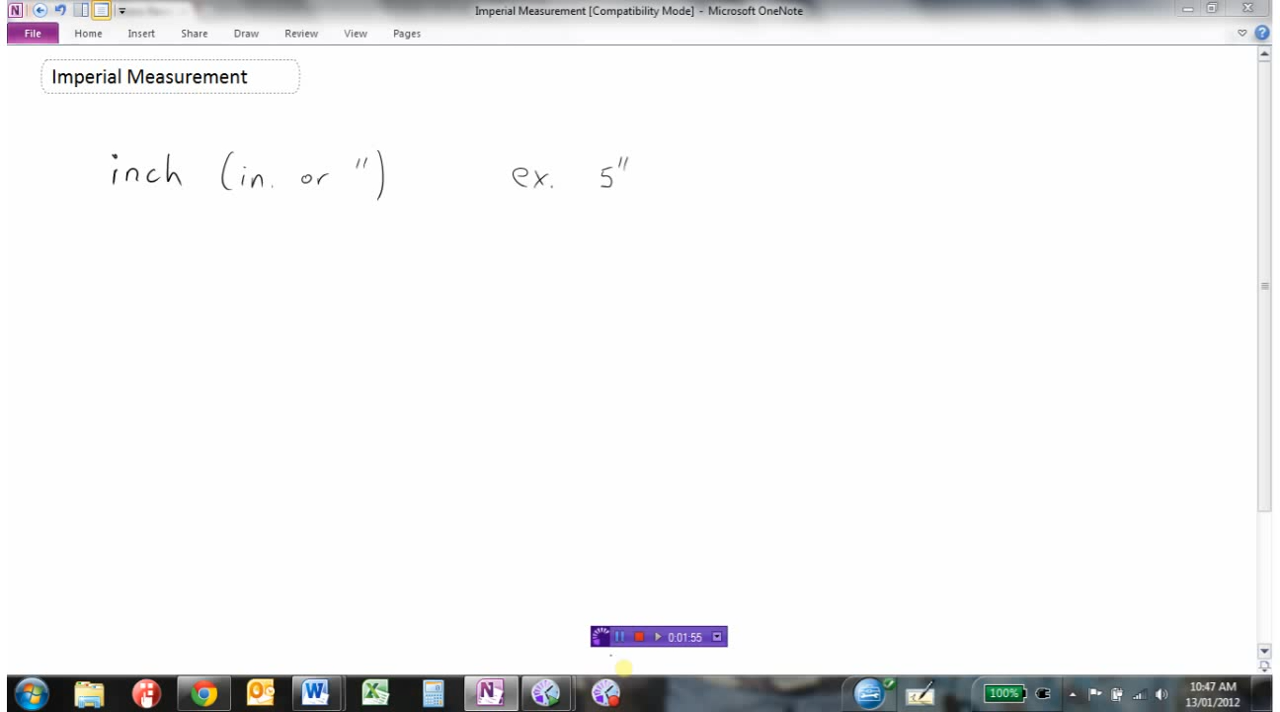 Imperial Measurement [Compatibility Mode] - Microsoft OneNote
File Home Insert Share Draw Review View Pages
Imperial Measurement
inch (in. or ") ex. 5"
0:01:55
100% 10:47 AM
13/01/2012